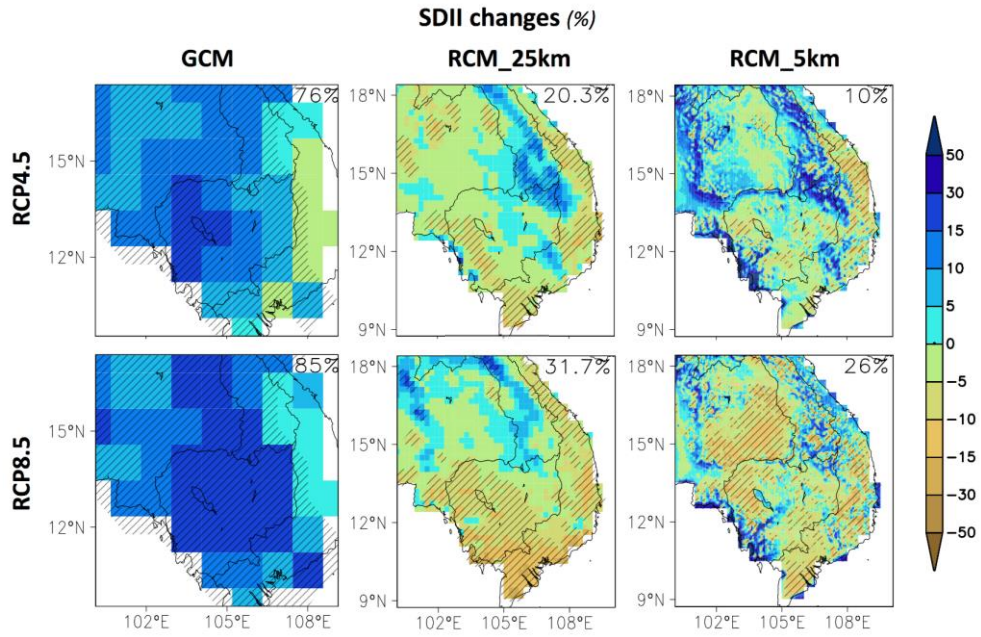 SDII changes (%)
GCM RCM_25km RCM_5km
RCP4.5
76% 20.3% 10%
18°N 18°N
15°N 15°N 15°N
12°N 12°N 12°N
9°N 9°N
RCP8.5
85% 31.7% 26%
18°N 18°N
15°N 15°N 15°N
12°N 12°N 12°N
9°N 9°N
102°E 105°E 108°E 102°E 105°E 108°E 102°E 105°E 108°E
50
30
15
10
5
0
−5
−10
−15
−30
−50